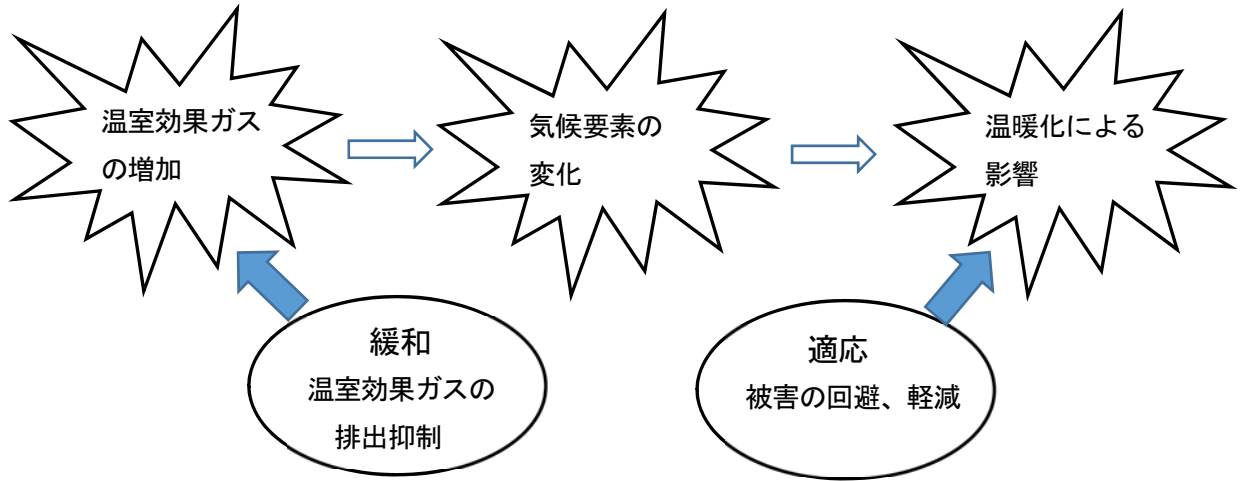 温室効果ガス
の増加
気候要素の
変化
温暖化による
影響
緩和
温室効果ガスの
排出抑制
適応
被害の回避、軽減